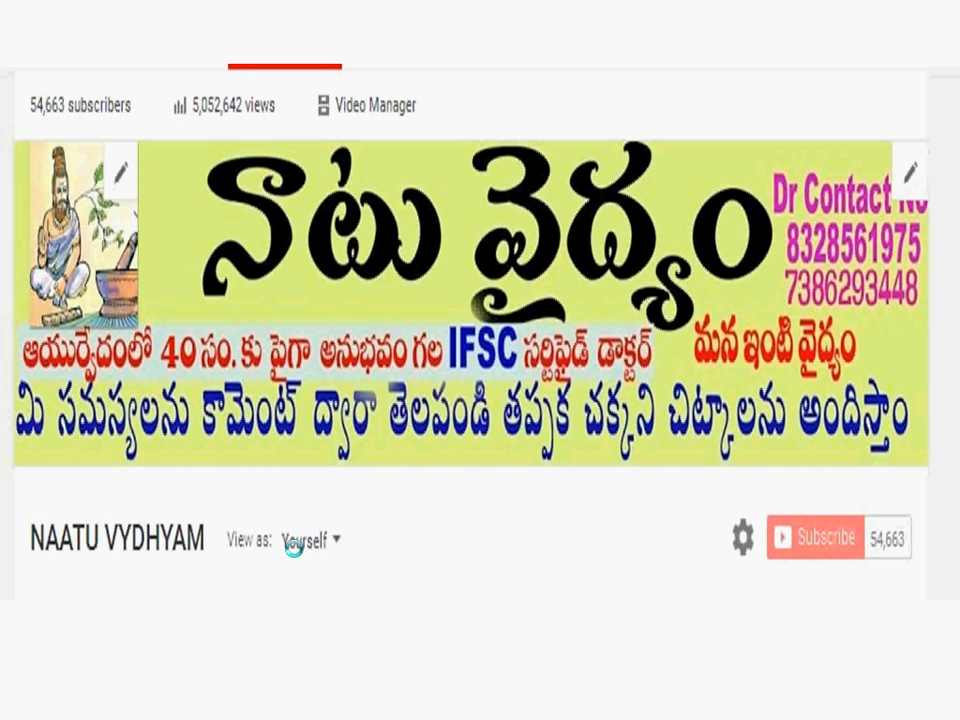 54,663 subscribers 5,052,642 views Video Manager
నాటు వైద్యం
Dr Contact No
8328561975
7386293448
ఆయుర్వేదంలో 40 సం. కు పైగా అనుభవం గల IFSC సర్టిఫైడ్ డాక్టర్ మన ఇంటి వైద్యం
మి సమస్యలను కామెంట్ ద్వారా తెలపండి తప్పక చక్కని చిట్కాలను అందిస్తాం
NAATU VYDHYAM View as: Yourself Subscribe 54,663